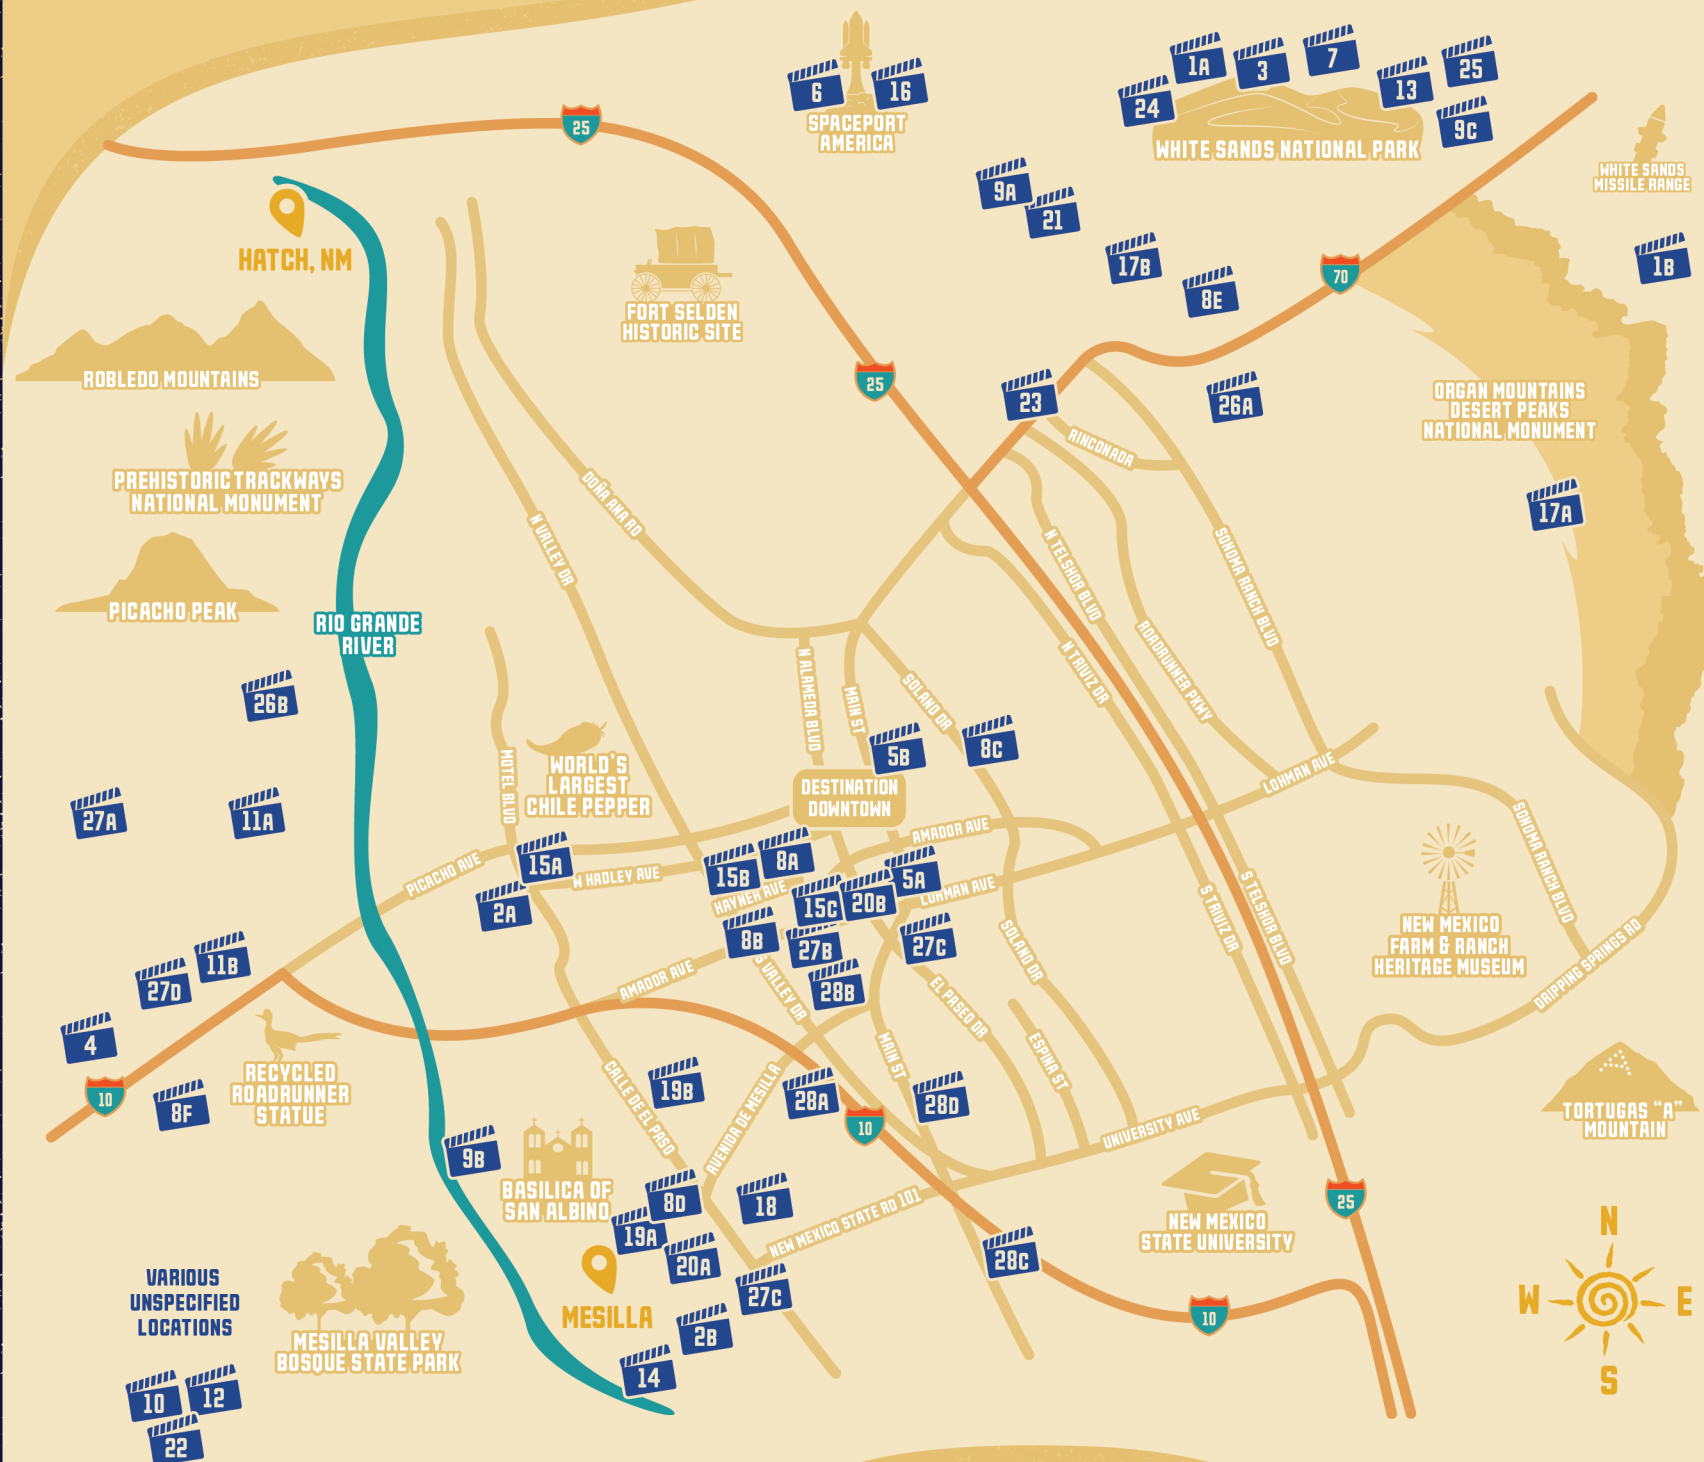 6
16
SPACEPORT
AMERICA
1A
3
7
13
25
24
9C
WHITE SANDS NATIONAL PARK
WHITE SANDS
MISSILE RANGE
25
HATCH, NM
9A
21
17B
8E
1B
70
FORT SELDEN
HISTORIC SITE
ROBLEDO MOUNTAINS
25
23
26A
ORGAN MOUNTAINS
DESERT PEAKS
NATIONAL MONUMENT
RINCONADA
PREHISTORIC TRACKWAYS
NATIONAL MONUMENT
DOÑA ANA RD
N VALLEY DR
17A
N TELSHOR BLVD
SONOMA RANCH BLVD
PICACHO PEAK
RIO GRANDE
RIVER
N ALAMEDA BLVD
MAIN ST
SOLANO DR
N TRUIZ DR
ROADRUNNER PKWY
26B
5B
8C
WORLD'S
LARGEST
CHILE PEPPER
MOTEL BLVD
DESTINATION
DOWNTOWN
LOHMAN AVE
27A
11A
AMADOR AVE
SONOMA RANCH BLVD
PICACHO AVE
15A
W HADLEY AVE
2A
15B
8A
HAYNER AVE
15C
20B
5A
LOHMAN AVE
8B
27B
27C
28B
S VALLEY DR
AMADOR AVE
SOLANO DR
EL PASEO DR
ESPINA ST
MAIN ST
S TRUIZ DR
S TELSHOR BLVD
NEW MEXICO
FARM & RANCH
HERITAGE MUSEUM
DRIPPING SPRINGS RD
11B
27D
4
10
8F
RECYCLED
ROADRUNNER
STATUE
CALLE DE EL PASO
19B
AVENIDA DE MESILLA
28A
28D
10
UNIVERSITY AVE
TORTUGAS "A"
MOUNTAIN
9B
BASILICA OF
SAN ALBINO
8D
18
19A
20A
NEW MEXICO STATE RD 101
NEW MEXICO
STATE UNIVERSITY
25
28C
27C
MESILLA
2B
14
10
VARIOUS
UNSPECIFIED
LOCATIONS
10
12
22
MESILLA VALLEY
BOSQUE STATE PARK
N
W
E
S